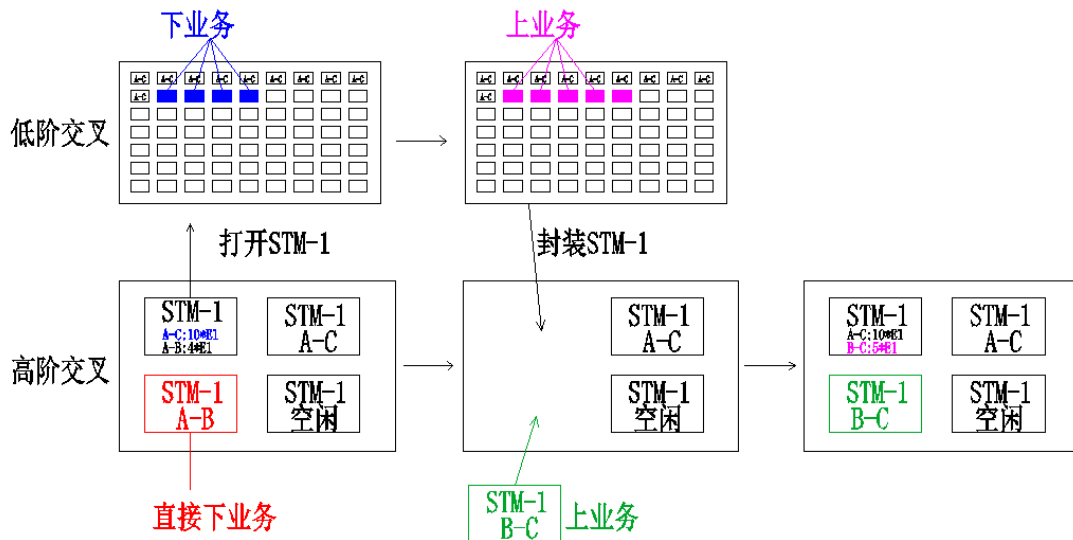 下业务
上业务
A-C A-C A-C A-C A-C A-C A-C A-C A-C
A-C
A-C A-C A-C A-C A-C A-C A-C A-C A-C
A-C
低阶交叉
打开STM-1
封装STM-1
高阶交叉
STM-1
A-C:10*E1
A-B:4*E1
STM-1
A-C
STM-1
A-B
STM-1
空闲
STM-1
A-C
STM-1
空闲
STM-1
A-C:10*E1
B-C:5*E1
STM-1
A-C
STM-1
B-C
STM-1
空闲
直接下业务
STM-1
B-C
上业务